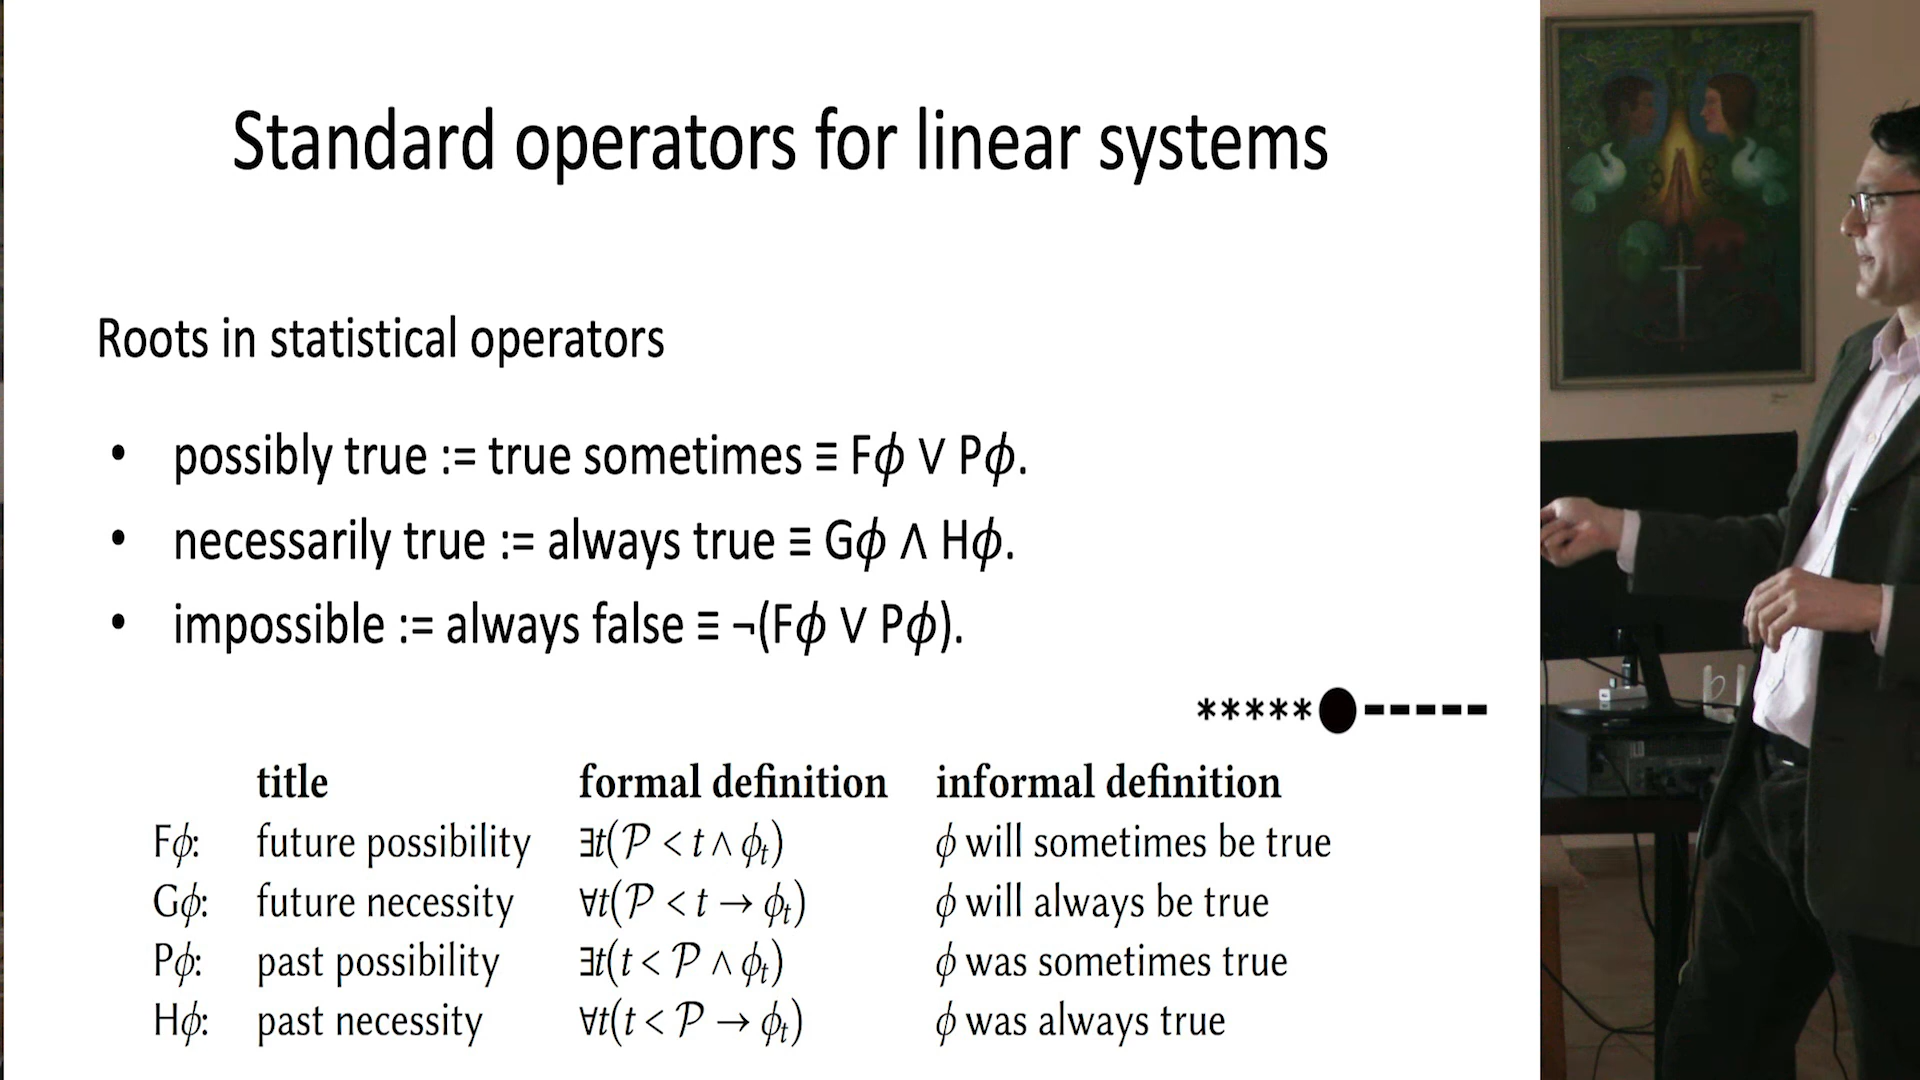 Standard operators for linear systems
Roots in statistical operators
• possibly true := true sometimes ≡ Fϕ ∨ Pϕ.
• necessarily true := always true ≡ Gϕ ∧ Hϕ.
• impossible := always false ≡ ¬(Fϕ ∨ Pϕ).
*****●-----
title formal definition informal definition
Fϕ: future possibility ∃t(𝒫 < t ∧ ϕₜ) ϕ will sometimes be true
Gϕ: future necessity ∀t(𝒫 < t → ϕₜ) ϕ will always be true
Pϕ: past possibility ∃t(t < 𝒫 ∧ ϕₜ) ϕ was sometimes true
Hϕ: past necessity ∀t(t < 𝒫 → ϕₜ) ϕ was always true